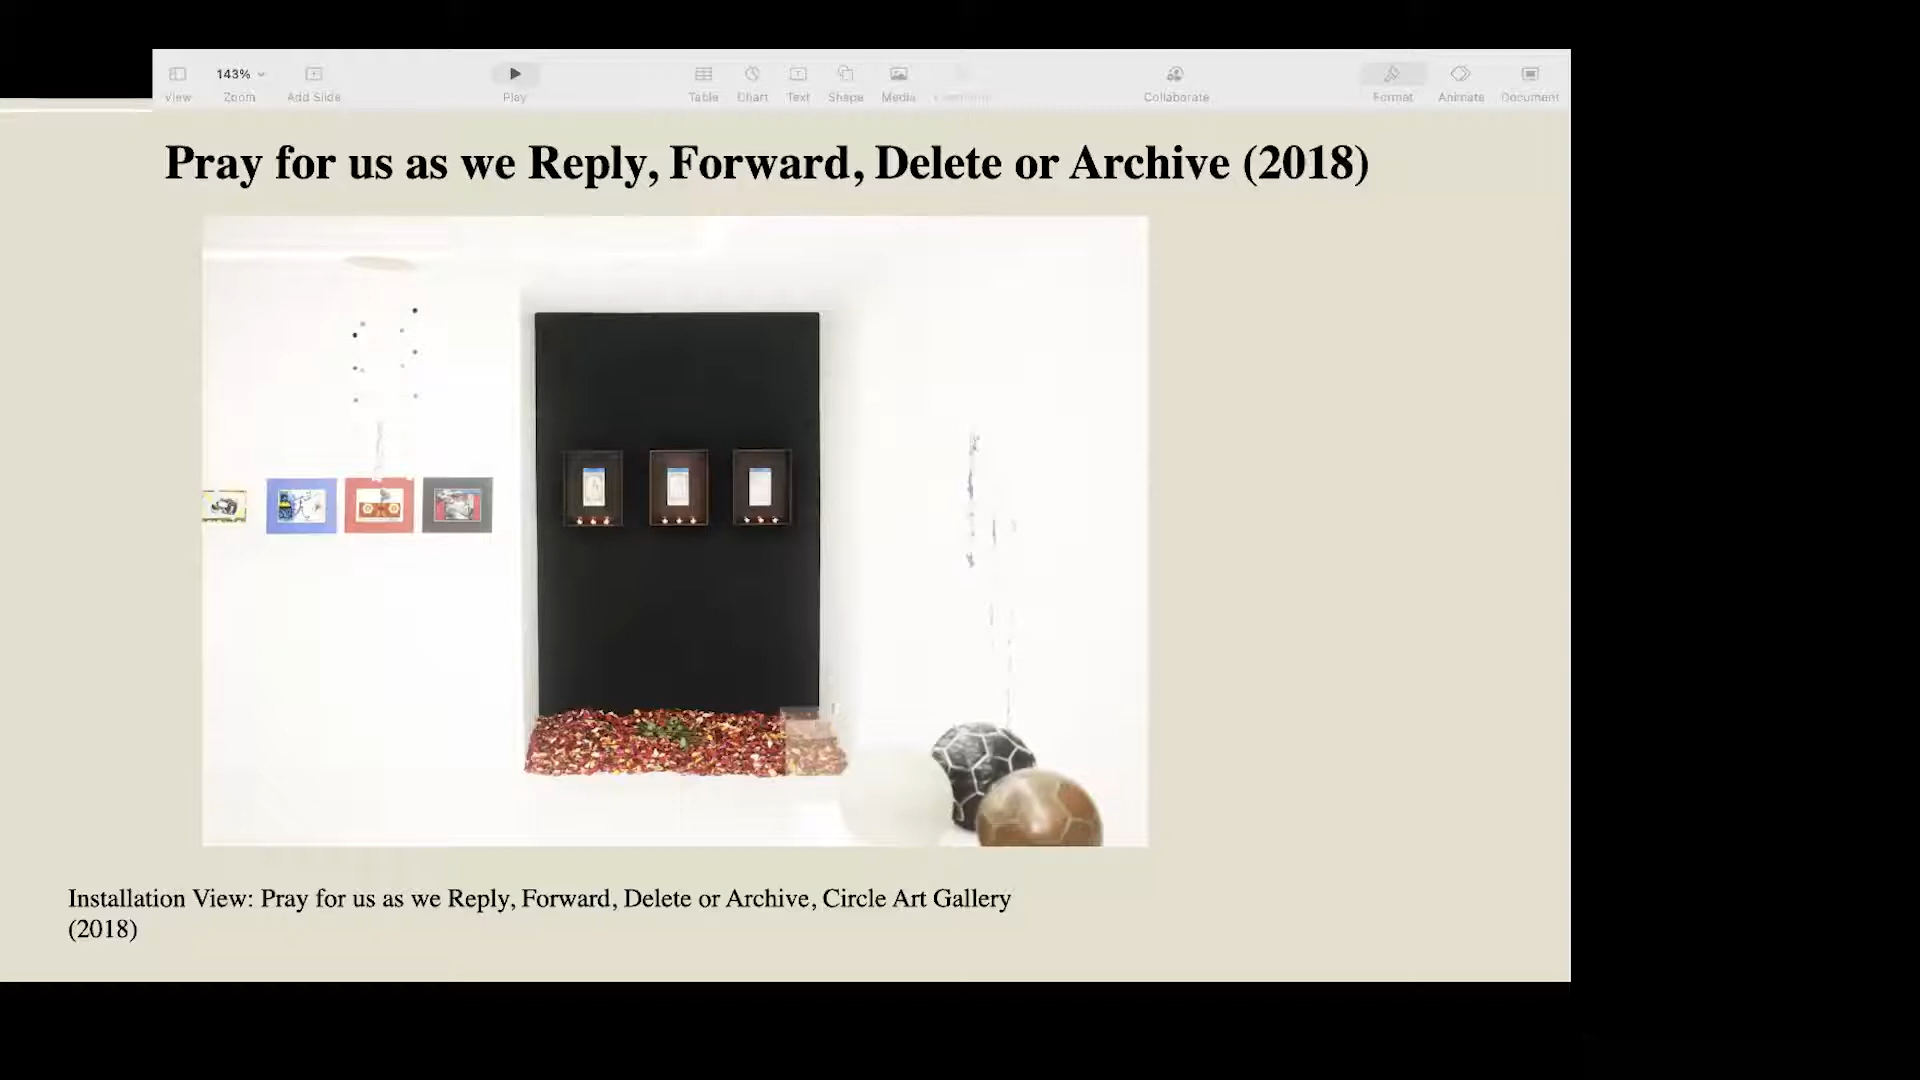 143%
View
Zoom
Add Slide
Play
Table
Chart
Text
Shape
Media
Collaborate
Format
Animate
Document
Pray for us as we Reply, Forward, Delete or Archive (2018)
Installation View: Pray for us as we Reply, Forward, Delete or Archive, Circle Art Gallery
(2018)